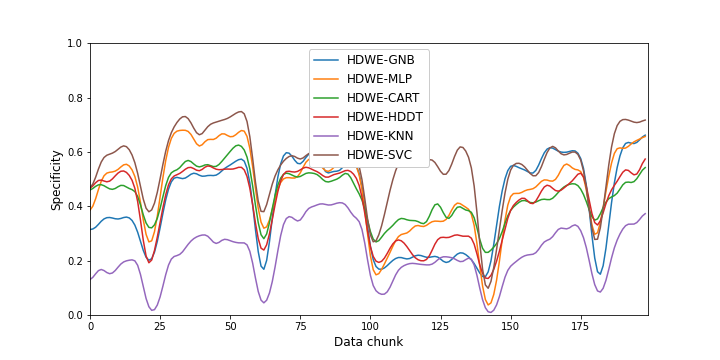 1.0
0.8
0.6
0.4
0.2
0.0
Specificity
HDWE-GNB
HDWE-MLP
HDWE-CART
HDWE-HDDT
HDWE-KNN
HDWE-SVC
0 25 50 75 100 125 150 175
Data chunk